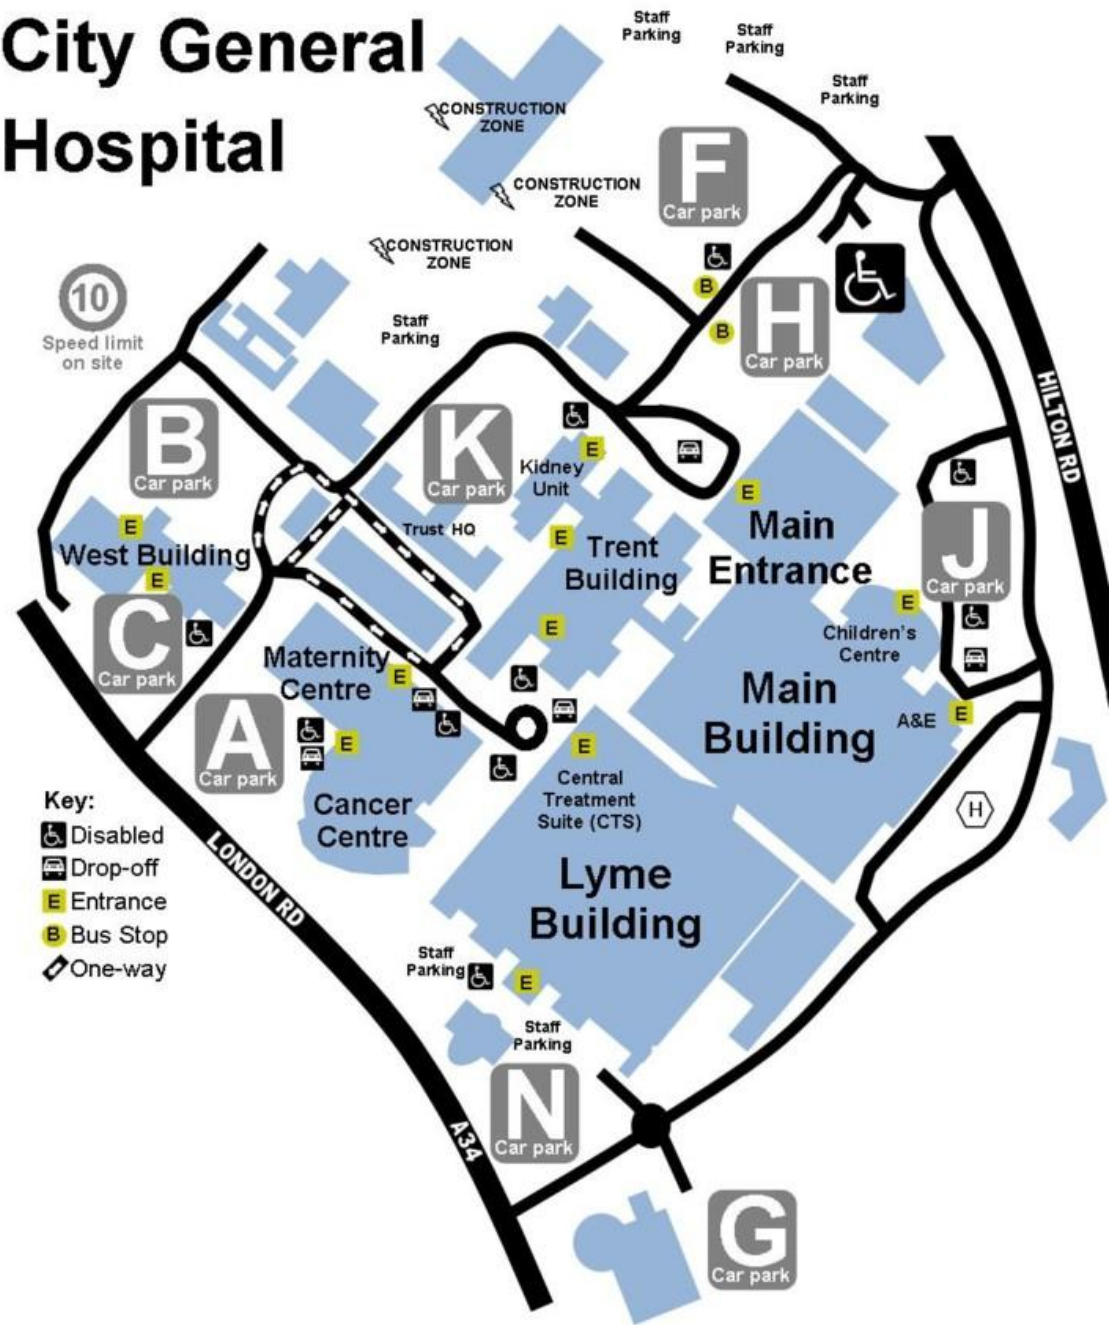 City General
Hospital
Staff
Parking
Staff
Parking
Staff
Parking
CONSTRUCTION
ZONE
CONSTRUCTION
ZONE
CONSTRUCTION
ZONE
F
Car park
10
Speed limit
on site
Staff
Parking
B
B
H
Car park
HILTON RD
B
Car park
K
Car park
E
Kidney
Unit
E
Main
Entrance
Trust HQ
E
Trent
Building
J
Car park
E
West Building
E
E
Children's
Centre
E
C
Car park
Maternity
Centre
E
Main
Building
A&E
E
A
Car park
E
E
Central
Treatment
Suite (CTS)
H
Cancer
Centre
Key:
Disabled
Drop-off
E Entrance
B Bus Stop
One-way
LONDON RD
Lyme
Building
Staff
Parking
E
Staff
Parking
N
Car park
A34
G
Car park